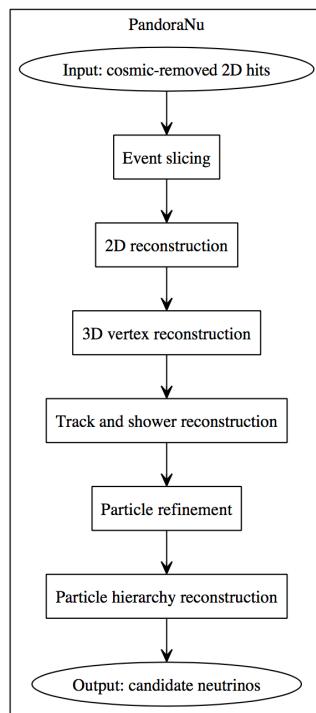 PandoraNu
Input: cosmic-removed 2D hits
Event slicing
2D reconstruction
3D vertex reconstruction
Track and shower reconstruction
Particle refinement
Particle hierarchy reconstruction
Output: candidate neutrinos